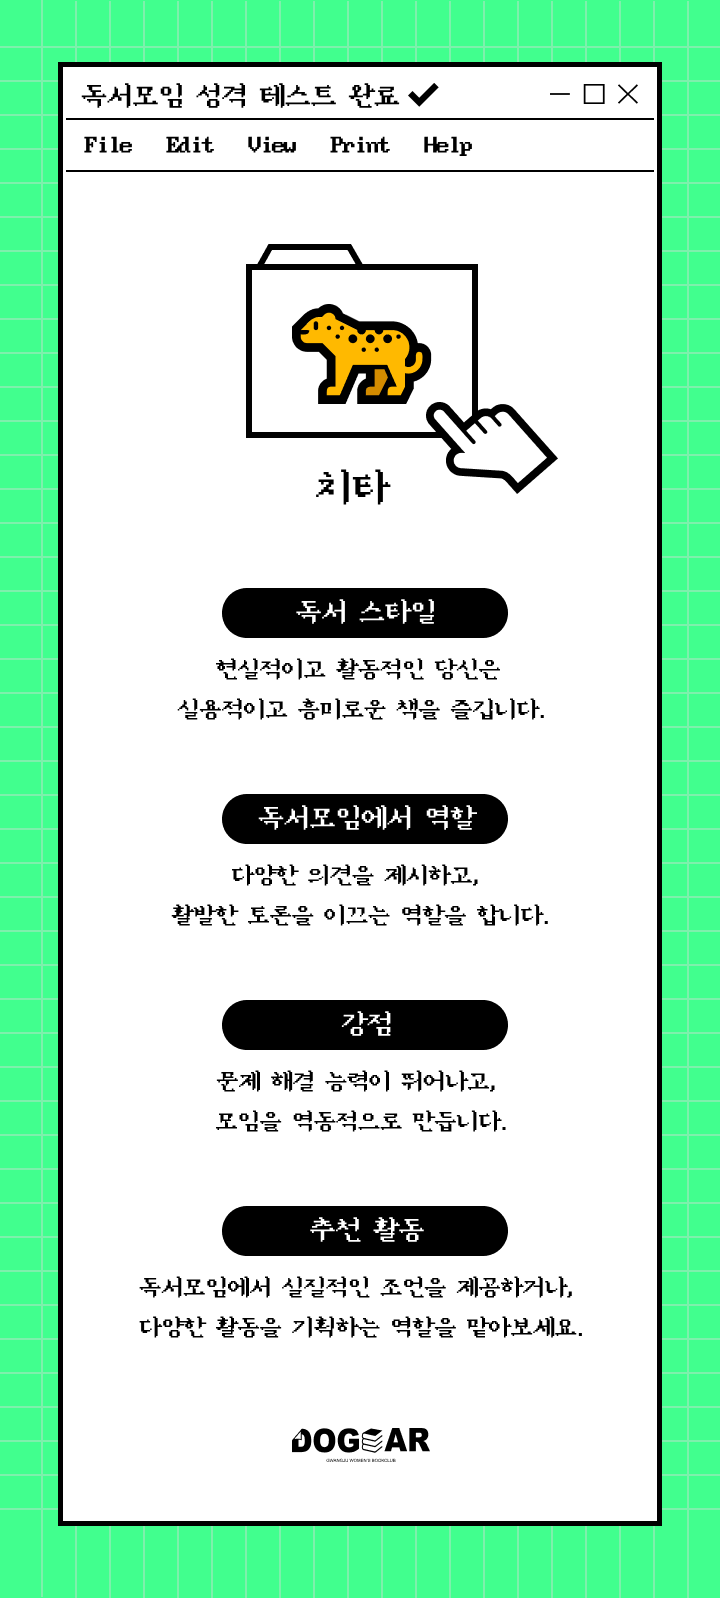 독서모임 성격 테스트 완료
File Edit View Print Help
치타
독서 스타일
현실적이고 활동적인 당신은
실용적이고 흥미로운 책을 즐깁니다.
독서모임에서 역할
다양한 의견을 제시하고,
활발한 토론을 이끄는 역할을 합니다.
강점
문제 해결 능력이 뛰어나고,
모임을 역동적으로 만듭니다.
추천 활동
독서모임에서 실질적인 조언을 제공하거나,
다양한 활동을 기획하는 역할을 맡아보세요.
DOGEAR
GWANGJU WOMEN'S BOOKCLUB